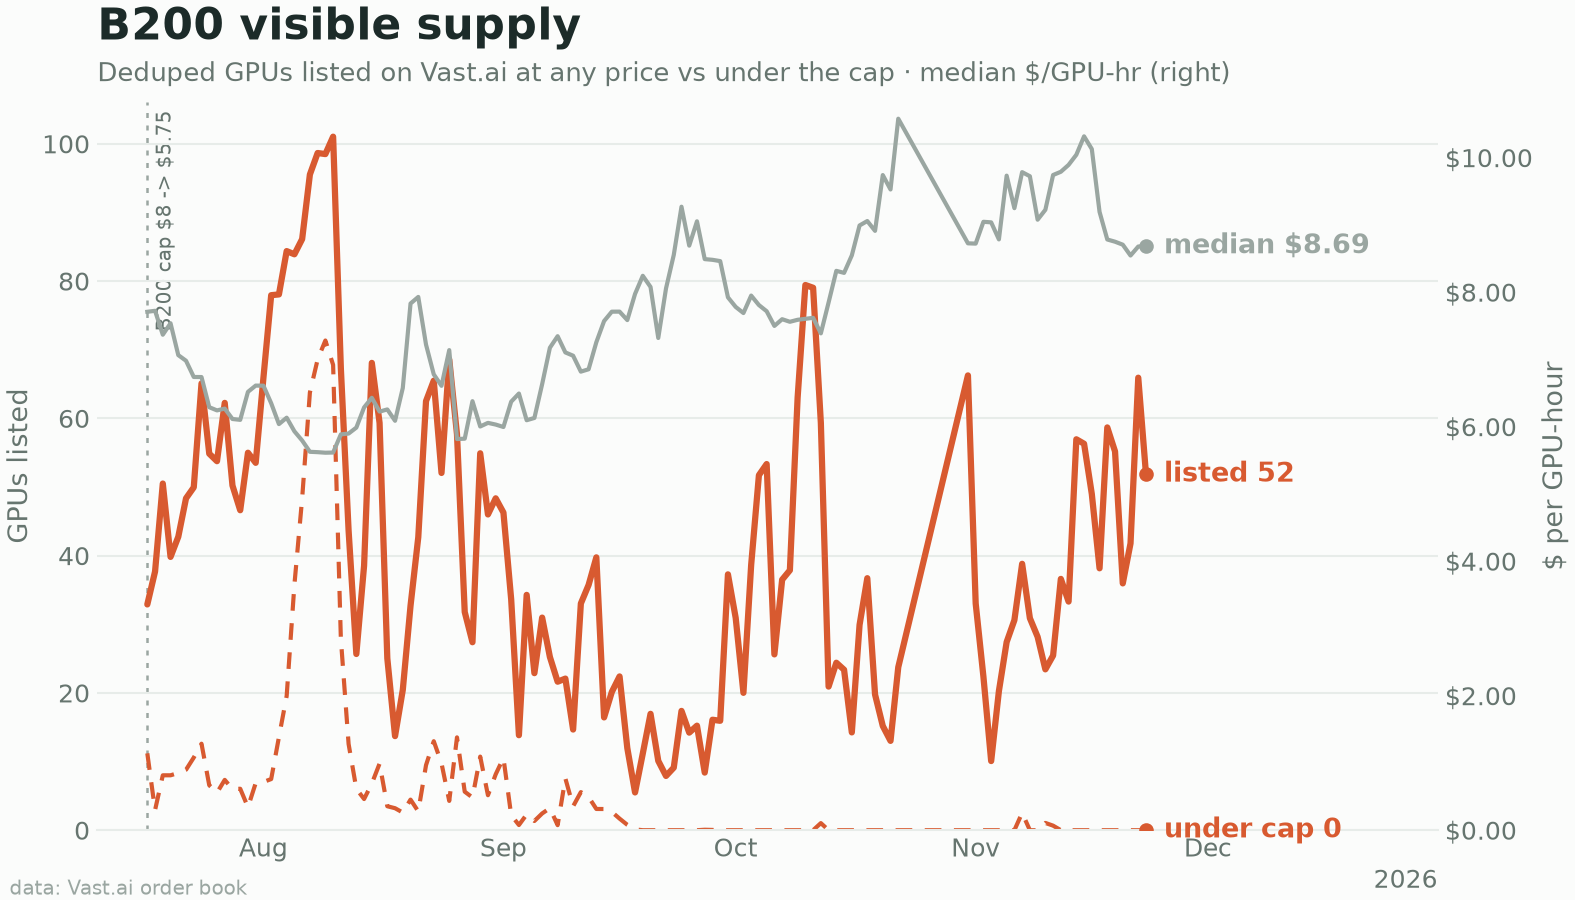 B200 visible supply
Deduped GPUs listed on Vast.ai at any price vs under the cap · median $/GPU-hr (right)
B200 cap $8 -> $5.75
GPUs listed
100
80
60
40
20
0
$10.00
$8.00
$6.00
$4.00
$2.00
$0.00
$ per GPU-hour
median $8.69
listed 52
under cap 0
Aug
Sep
Oct
Nov
Dec
2026
data: Vast.ai order book